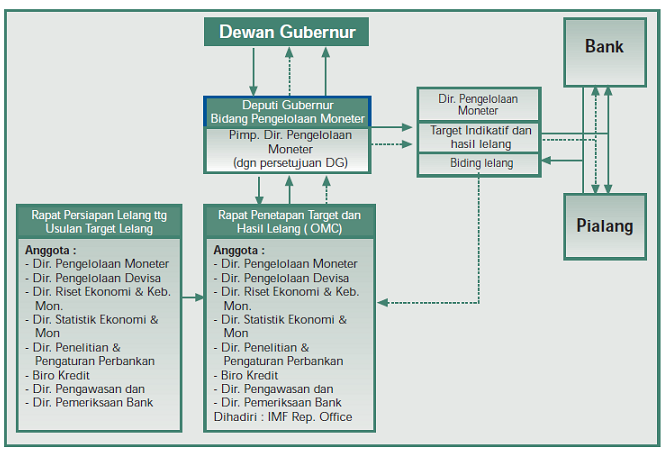 Dewan Gubernur
Bank
Deputi Gubernur
Bidang Pengelolaan Moneter
Pimp. Dir. Pengelolaan
Moneter
(dgn persetujuan DG)
Dir. Pengelolaan
Moneter
Target Indikatif dan
hasil lelang
Biding lelang
Pialang
Rapat Persiapan Lelang ttg
Usulan Target Lelang
Anggota :
- Dir. Pengelolaan Moneter
- Dir. Pengelolaan Devisa
- Dir. Riset Ekonomi & Keb.
Mon.
- Dir. Statistik Ekonomi &
Mon
- Dir. Penelitian &
Pengaturan Perbankan
- Biro Kredit
- Dir. Pengawasan dan
- Dir. Pemeriksaan Bank
Rapat Penetapan Target dan
Hasil Lelang ( OMC)
Anggota :
- Dir. Pengelolaan Moneter
- Dir. Pengelolaan Devisa
- Dir. Riset Ekonomi & Keb.
Mon.
- Dir. Statistik Ekonomi &
Mon
- Dir. Penelitian &
Pengaturan Perbankan
- Biro Kredit
- Dir. Pengawasan dan
- Dir. Pemeriksaan Bank
Dihadiri : IMF Rep. Office